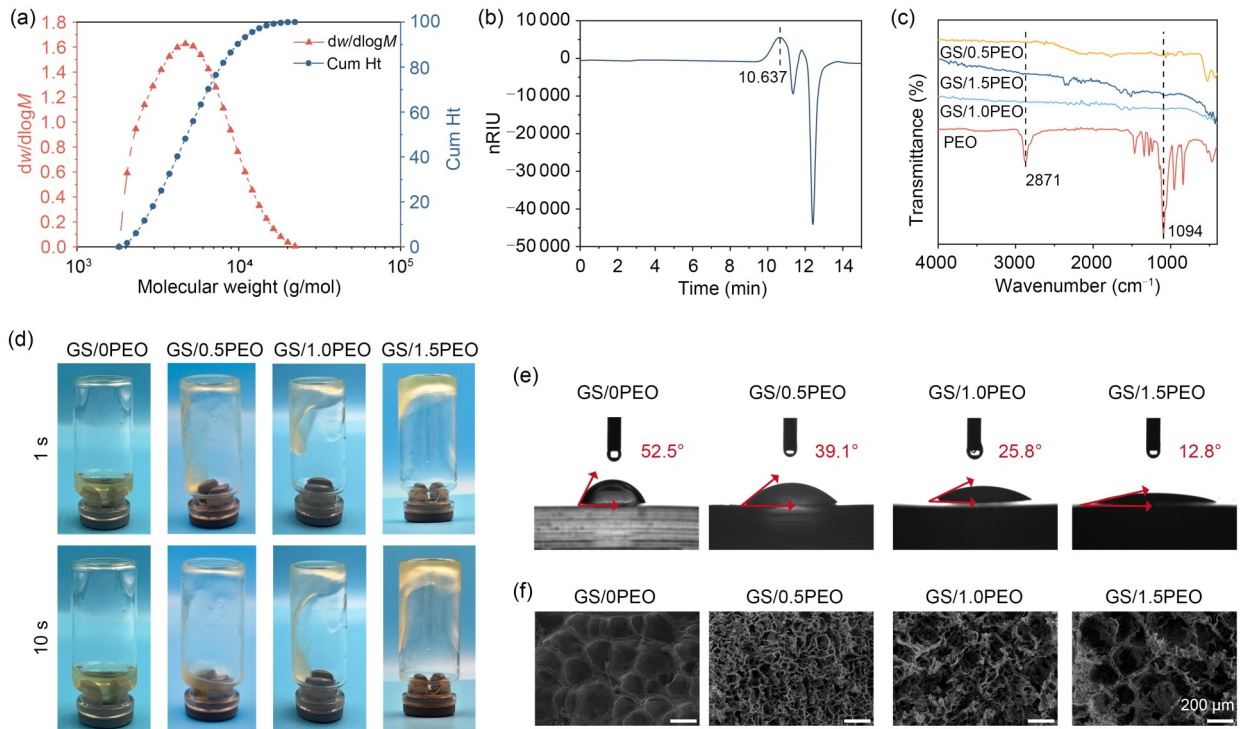 (a)
1.8
1.6
1.4
1.2
1.0
0.8
0.6
0.4
0.2
0.0
dw/dlogM
100
80
60
40
20
0
Cum Ht
dw/dlogM
Cum Ht
10³
10⁴
10⁵
Molecular weight (g/mol)
(b)
10 000
0
−10 000
−20 000
−30 000
−40 000
−50 000
nRIU
10.637
0 2 4 6 8 10 12 14
Time (min)
(c)
Transmittance (%)
GS/0.5PEO
GS/1.5PEO
GS/1.0PEO
PEO
2871
1094
4000 3000 2000 1000
Wavenumber (cm⁻¹)
(d)
GS/0PEO GS/0.5PEO GS/1.0PEO GS/1.5PEO
1 s
10 s
(e)
GS/0PEO GS/0.5PEO GS/1.0PEO GS/1.5PEO
52.5° 39.1° 25.8° 12.8°
(f)
GS/0PEO GS/0.5PEO GS/1.0PEO GS/1.5PEO
200 μm